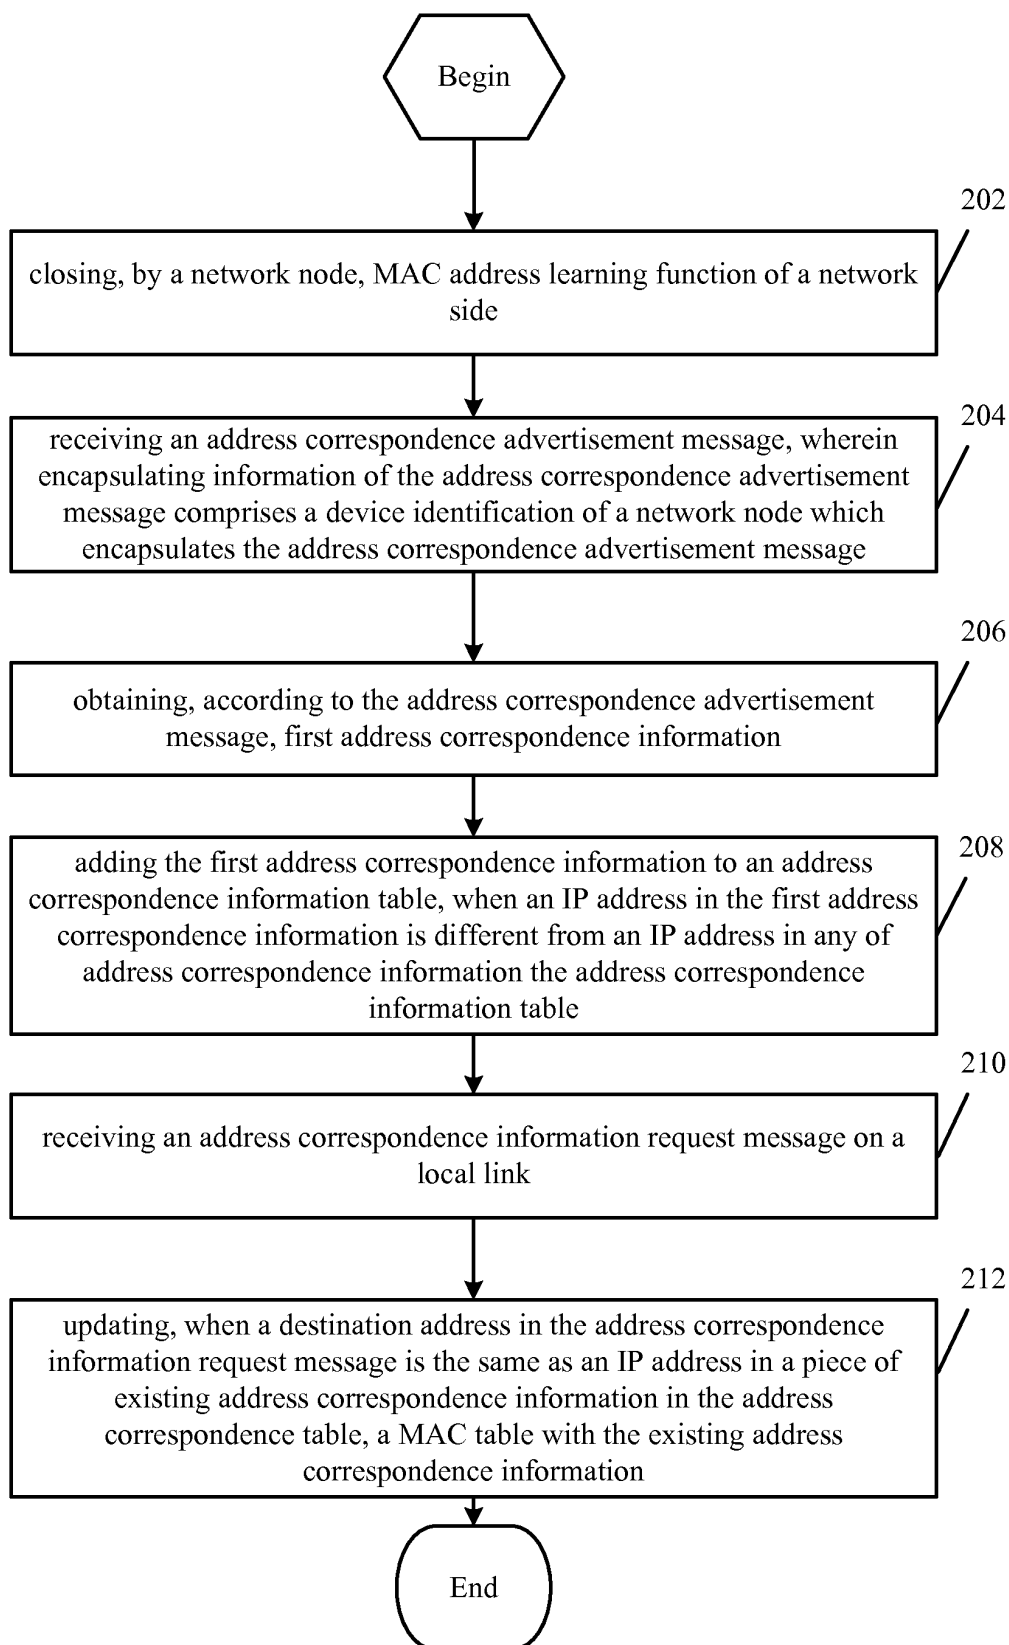 Begin
202
closing, by a network node, MAC address learning function of a network
side
204
receiving an address correspondence advertisement message, wherein
encapsulating information of the address correspondence advertisement
message comprises a device identification of a network node which
encapsulates the address correspondence advertisement message
206
obtaining, according to the address correspondence advertisement
message, first address correspondence information
208
adding the first address correspondence information to an address
correspondence information table, when an IP address in the first address
correspondence information is different from an IP address in any of
address correspondence information the address correspondence
information table
210
receiving an address correspondence information request message on a
local link
212
updating, when a destination address in the address correspondence
information request message is the same as an IP address in a piece of
existing address correspondence information in the address
correspondence table, a MAC table with the existing address
correspondence information
End